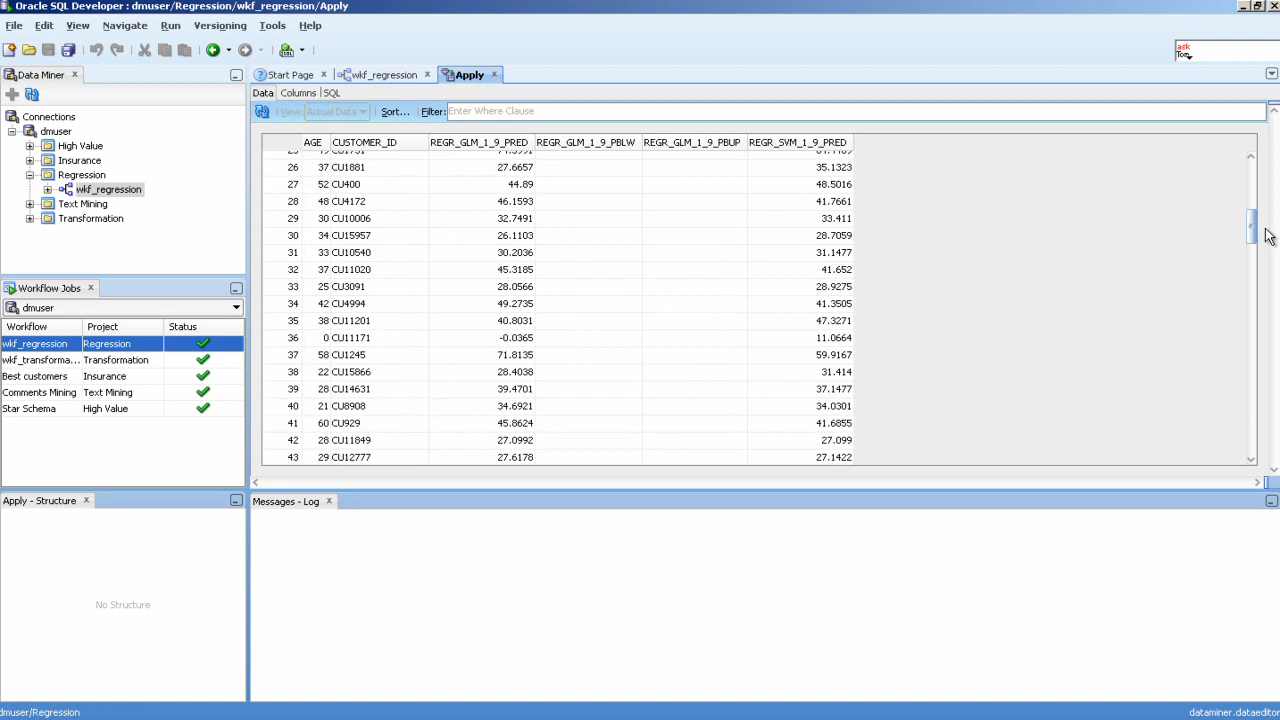 Oracle SQL Developer : dmuser/Regression/wkf_regression/Apply
File Edit View Navigate Run Versioning Tools Help
ask
Tom
Data Miner
Connections
dmuser
High Value
Insurance
Regression
wkf_regression
Text Mining
Transformation
Workflow Jobs
dmuser
Workflow Project Status
wkf_regression Regression
wkf_transforma... Transformation
Best customers Insurance
Comments Mining Text Mining
Star Schema High Value
Apply - Structure
No Structure
Start Page wkf_regression Apply
Data Columns SQL
View: Actual Data Sort... Filter: Enter Where Clause
AGE CUSTOMER_ID REGR_GLM_1_9_PRED REGR_GLM_1_9_PBLW REGR_GLM_1_9_PBUP REGR_SVM_1_9_PRED
26 37 CU1881 27.6657 35.1323
27 52 CU400 44.89 48.5016
28 48 CU4172 46.1593 41.7661
29 30 CU10006 32.7491 33.411
30 34 CU15957 26.1103 28.7059
31 33 CU10540 30.2036 31.1477
32 37 CU11020 45.3185 41.652
33 25 CU3091 28.0566 28.9275
34 42 CU4994 49.2735 41.3505
35 38 CU11201 40.8031 47.3271
36 0 CU11171 -0.0365 11.0664
37 58 CU1245 71.8135 59.9167
38 22 CU15866 28.4038 31.414
39 28 CU14631 39.4701 37.1477
40 21 CU8908 34.6921 34.0301
41 60 CU929 45.8624 41.6855
42 28 CU11849 27.0992 27.099
43 29 CU12777 27.6178 27.1422
Messages - Log
dmuser/Regression
dataminer.dataeditor